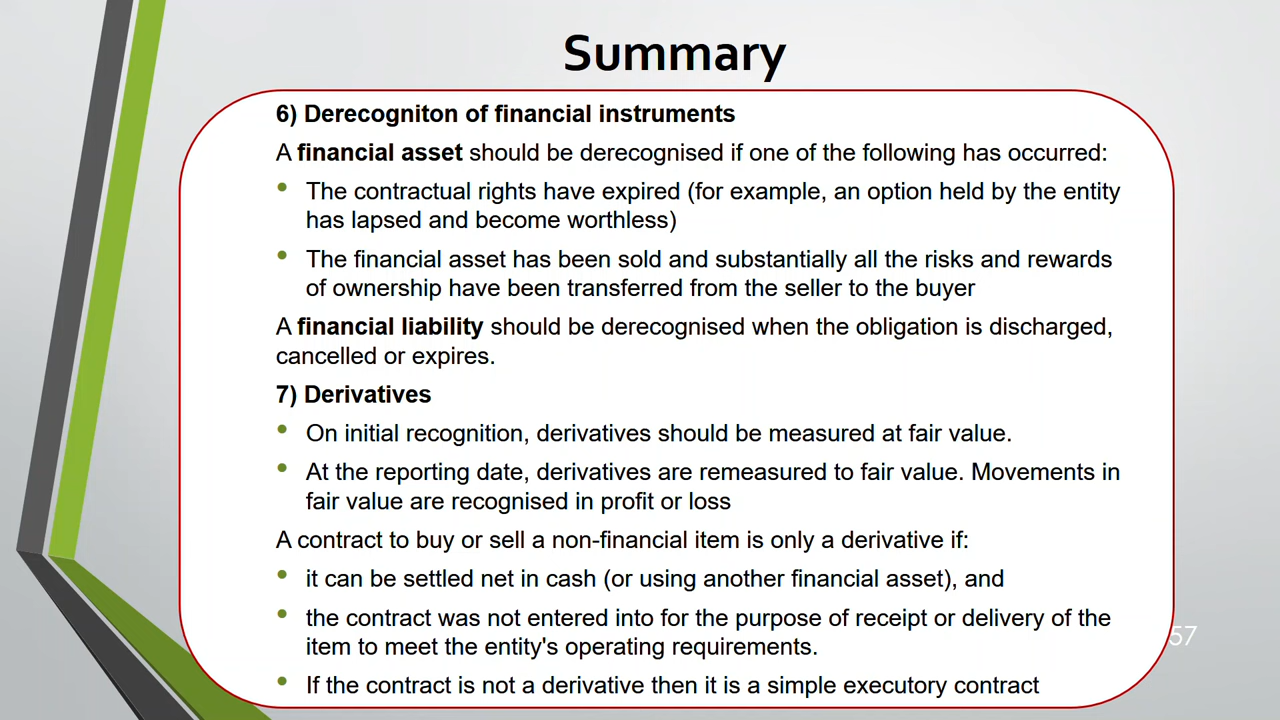 Summary
6) Derecogniton of financial instruments
A financial asset should be derecognised if one of the following has occurred:
• The contractual rights have expired (for example, an option held by the entity
has lapsed and become worthless)
• The financial asset has been sold and substantially all the risks and rewards
of ownership have been transferred from the seller to the buyer
A financial liability should be derecognised when the obligation is discharged,
cancelled or expires.
7) Derivatives
• On initial recognition, derivatives should be measured at fair value.
• At the reporting date, derivatives are remeasured to fair value. Movements in
fair value are recognised in profit or loss
A contract to buy or sell a non-financial item is only a derivative if:
• it can be settled net in cash (or using another financial asset), and
• the contract was not entered into for the purpose of receipt or delivery of the
item to meet the entity's operating requirements.
• If the contract is not a derivative then it is a simple executory contract
57